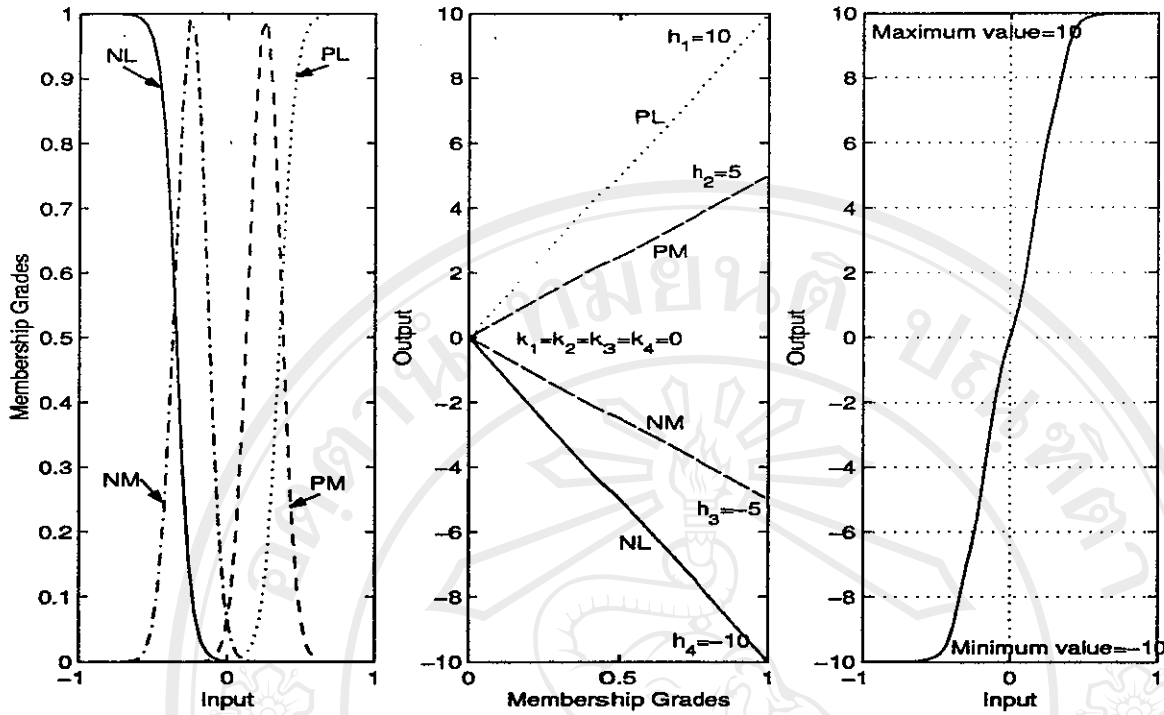 1
0.9
0.8
0.7
0.6
0.5
0.4
0.3
0.2
0.1
0
Membership Grades
NL
PL
NM
PM
-1
0
1
Input
10
8
6
4
2
0
−2
−4
−6
−8
−10
Output
h1=10
PL
h2=5
PM
k1=k2=k3=k4=0
NM
h3=−5
NL
h4=−10
0
0.5
1
Membership Grades
10
8
6
4
2
0
−2
−4
−6
−8
−10
Output
Maximum value=10
Minimum value=−10
−1
0
1
Input